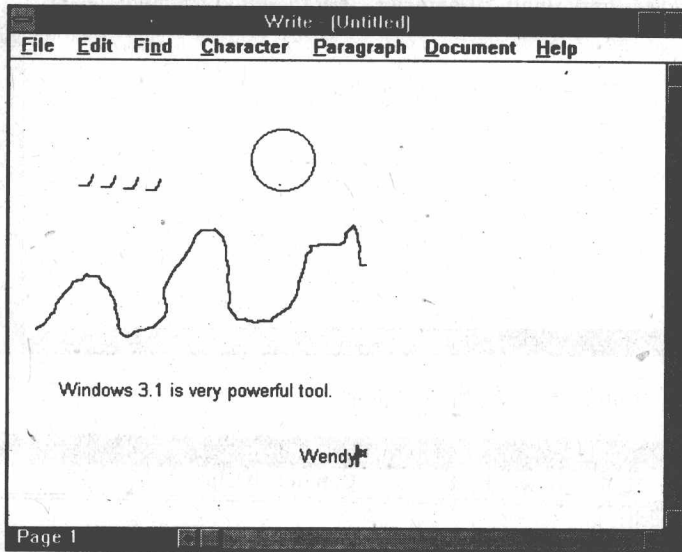 Write - (Untitled)
File Edit Find Character Paragraph Document Help
Windows 3.1 is very powerful tool.
Wendy
Page 1